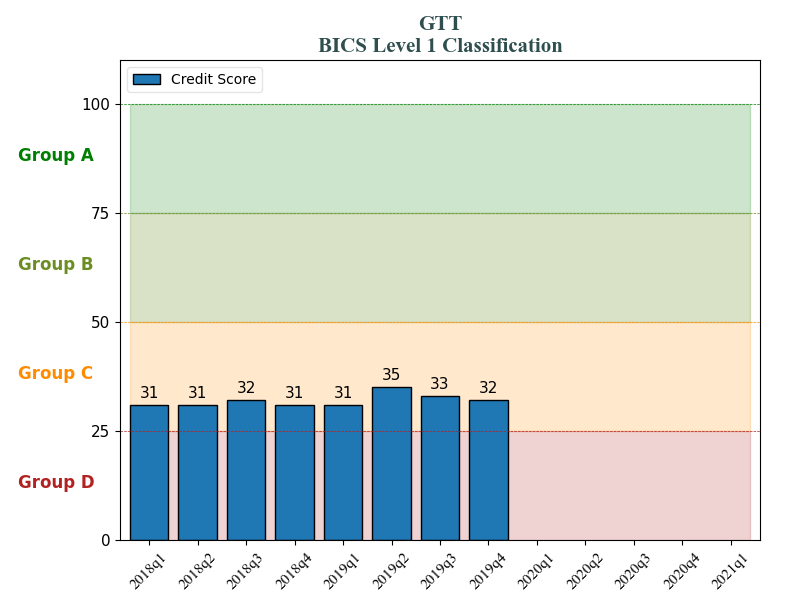 GTT
BICS Level 1 Classification
Credit Score
100
Group A
75
Group B
50
Group C
35
33
32
32
31
31
31
31
25
Group D
0
2018q1
2018q2
2018q3
2018q4
2019q1
2019q2
2019q3
2019q4
2020q1
2020q2
2020q3
2020q4
2021q1